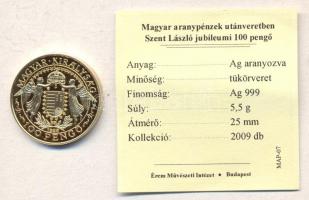 MAGYAR KIRÁLYSÁG
100 PENGŐ
Magyar aranypénzek utánveretben
Szent László jubileumi 100 pengő
Anyag: Ag aranyozva
Minőség: tükörveret
Finomság: Ag 999
Súly: 5,5 g
Átmérő: 25 mm
Kollekció: 2009 db
MAP-07
Érem Művészeti Intézet ● Budapest